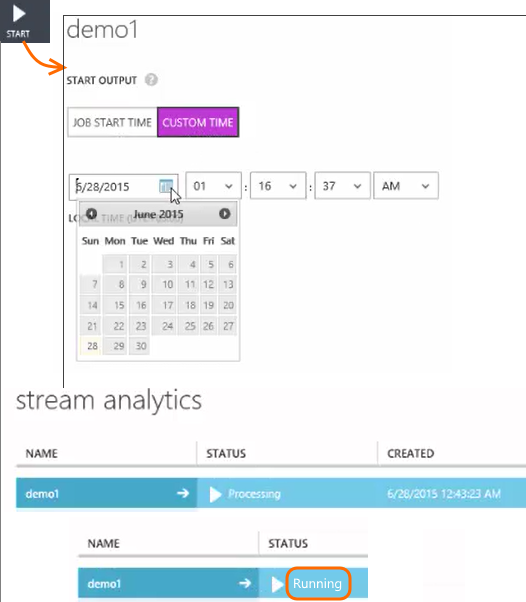 START
demo1
START OUTPUT ?
JOB START TIME CUSTOM TIME
6/28/2015 01 : 16 : 37 AM
LOCAL TIME
June 2015
Sun Mon Tue Wed Thu Fri Sat
1 2 3 4 5 6
7 8 9 10 11 12 13
14 15 16 17 18 19 20
21 22 23 24 25 26 27
28 29 30
stream analytics
NAME STATUS CREATED
demo1 Processing 6/28/2015 12:43:23 AM
NAME STATUS
demo1 Running